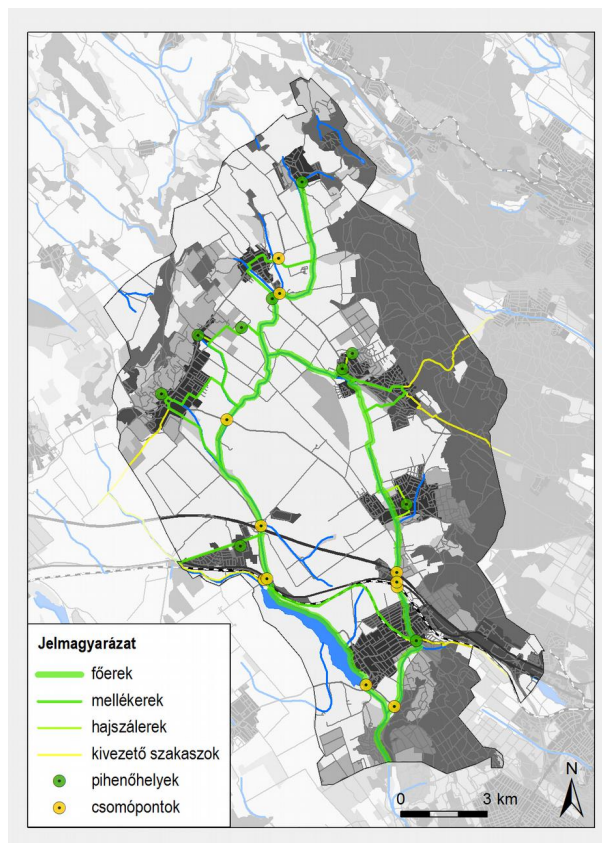 Jelmagyarázat
főerek
mellékerek
hajszálerek
kivezető szakaszok
pihenőhelyek
csomópontok
N
0 3 km